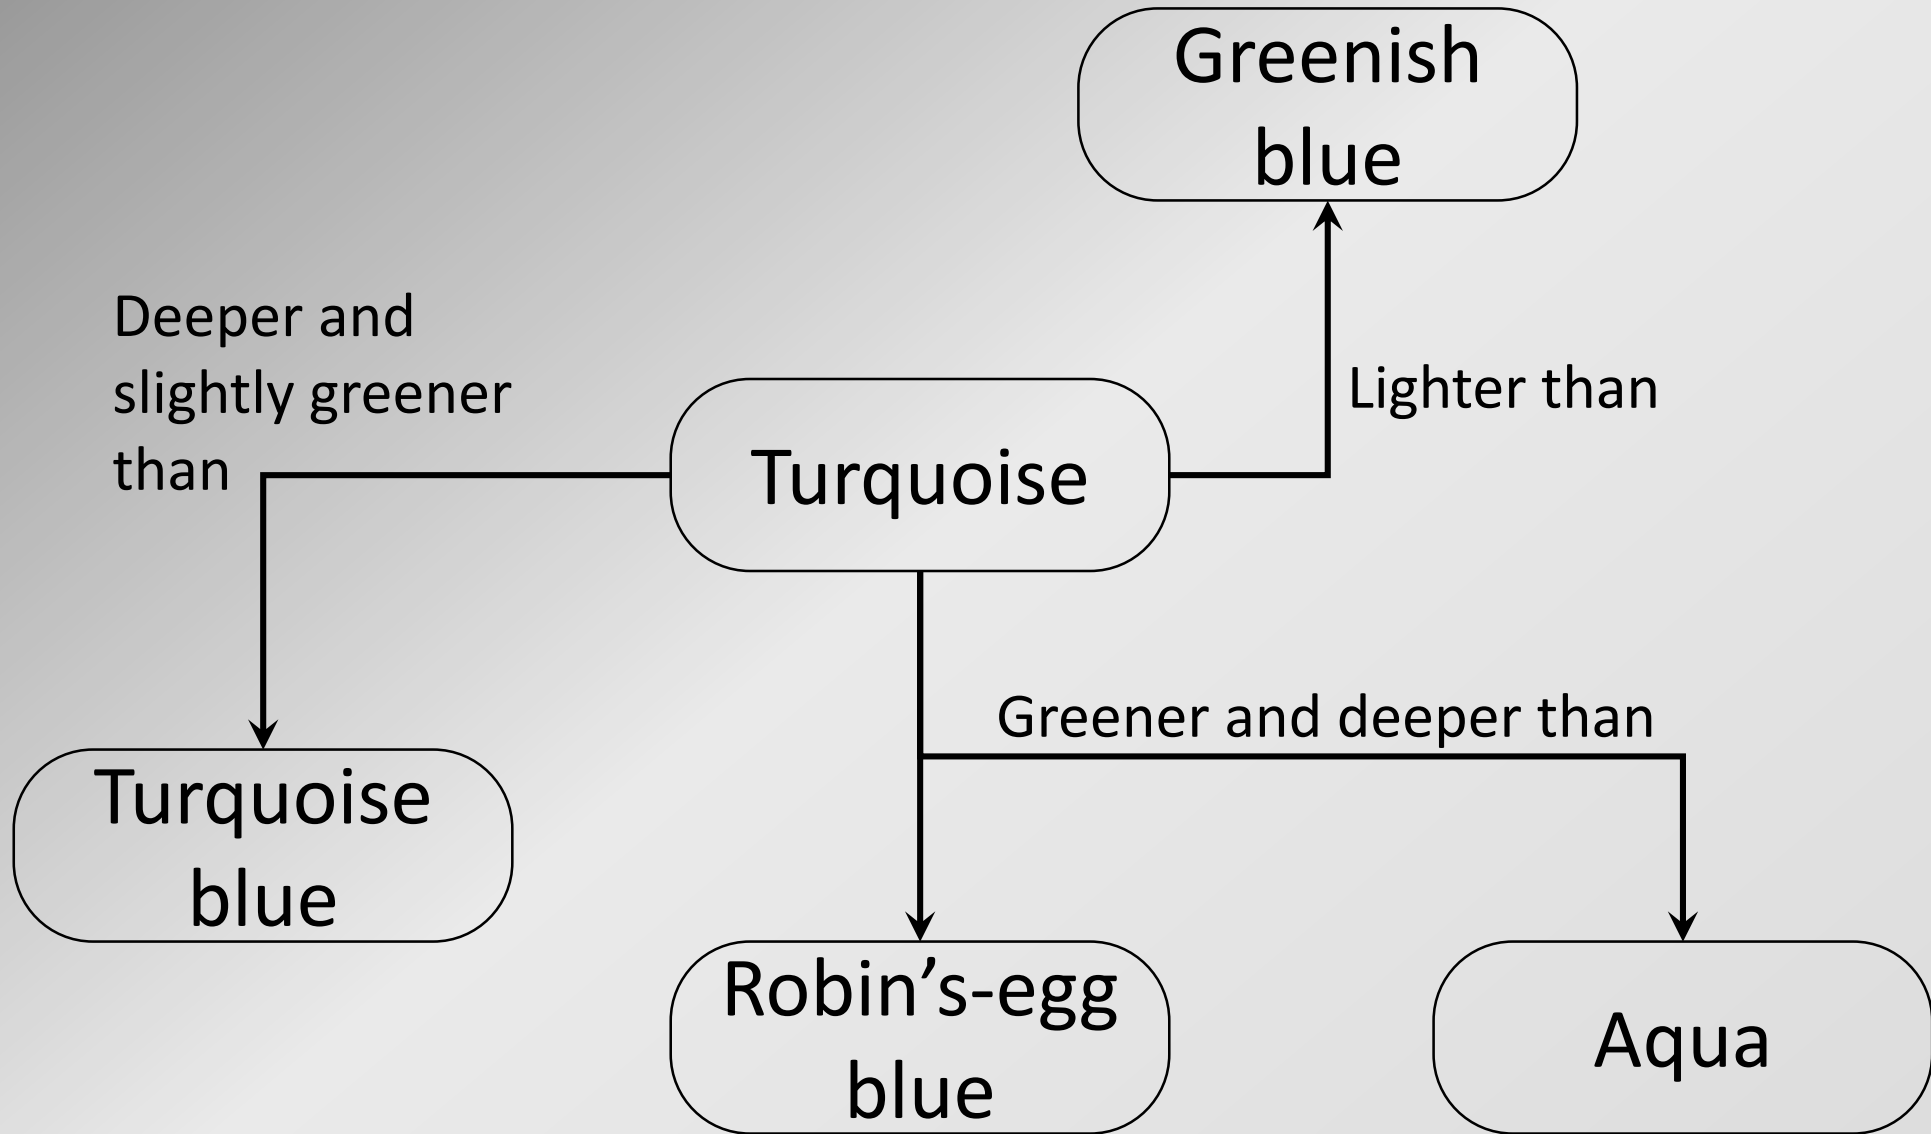 Greenish
blue
Deeper and
slightly greener
than
Lighter than
Turquoise
Greener and deeper than
Turquoise
blue
Robin’s-egg
blue
Aqua